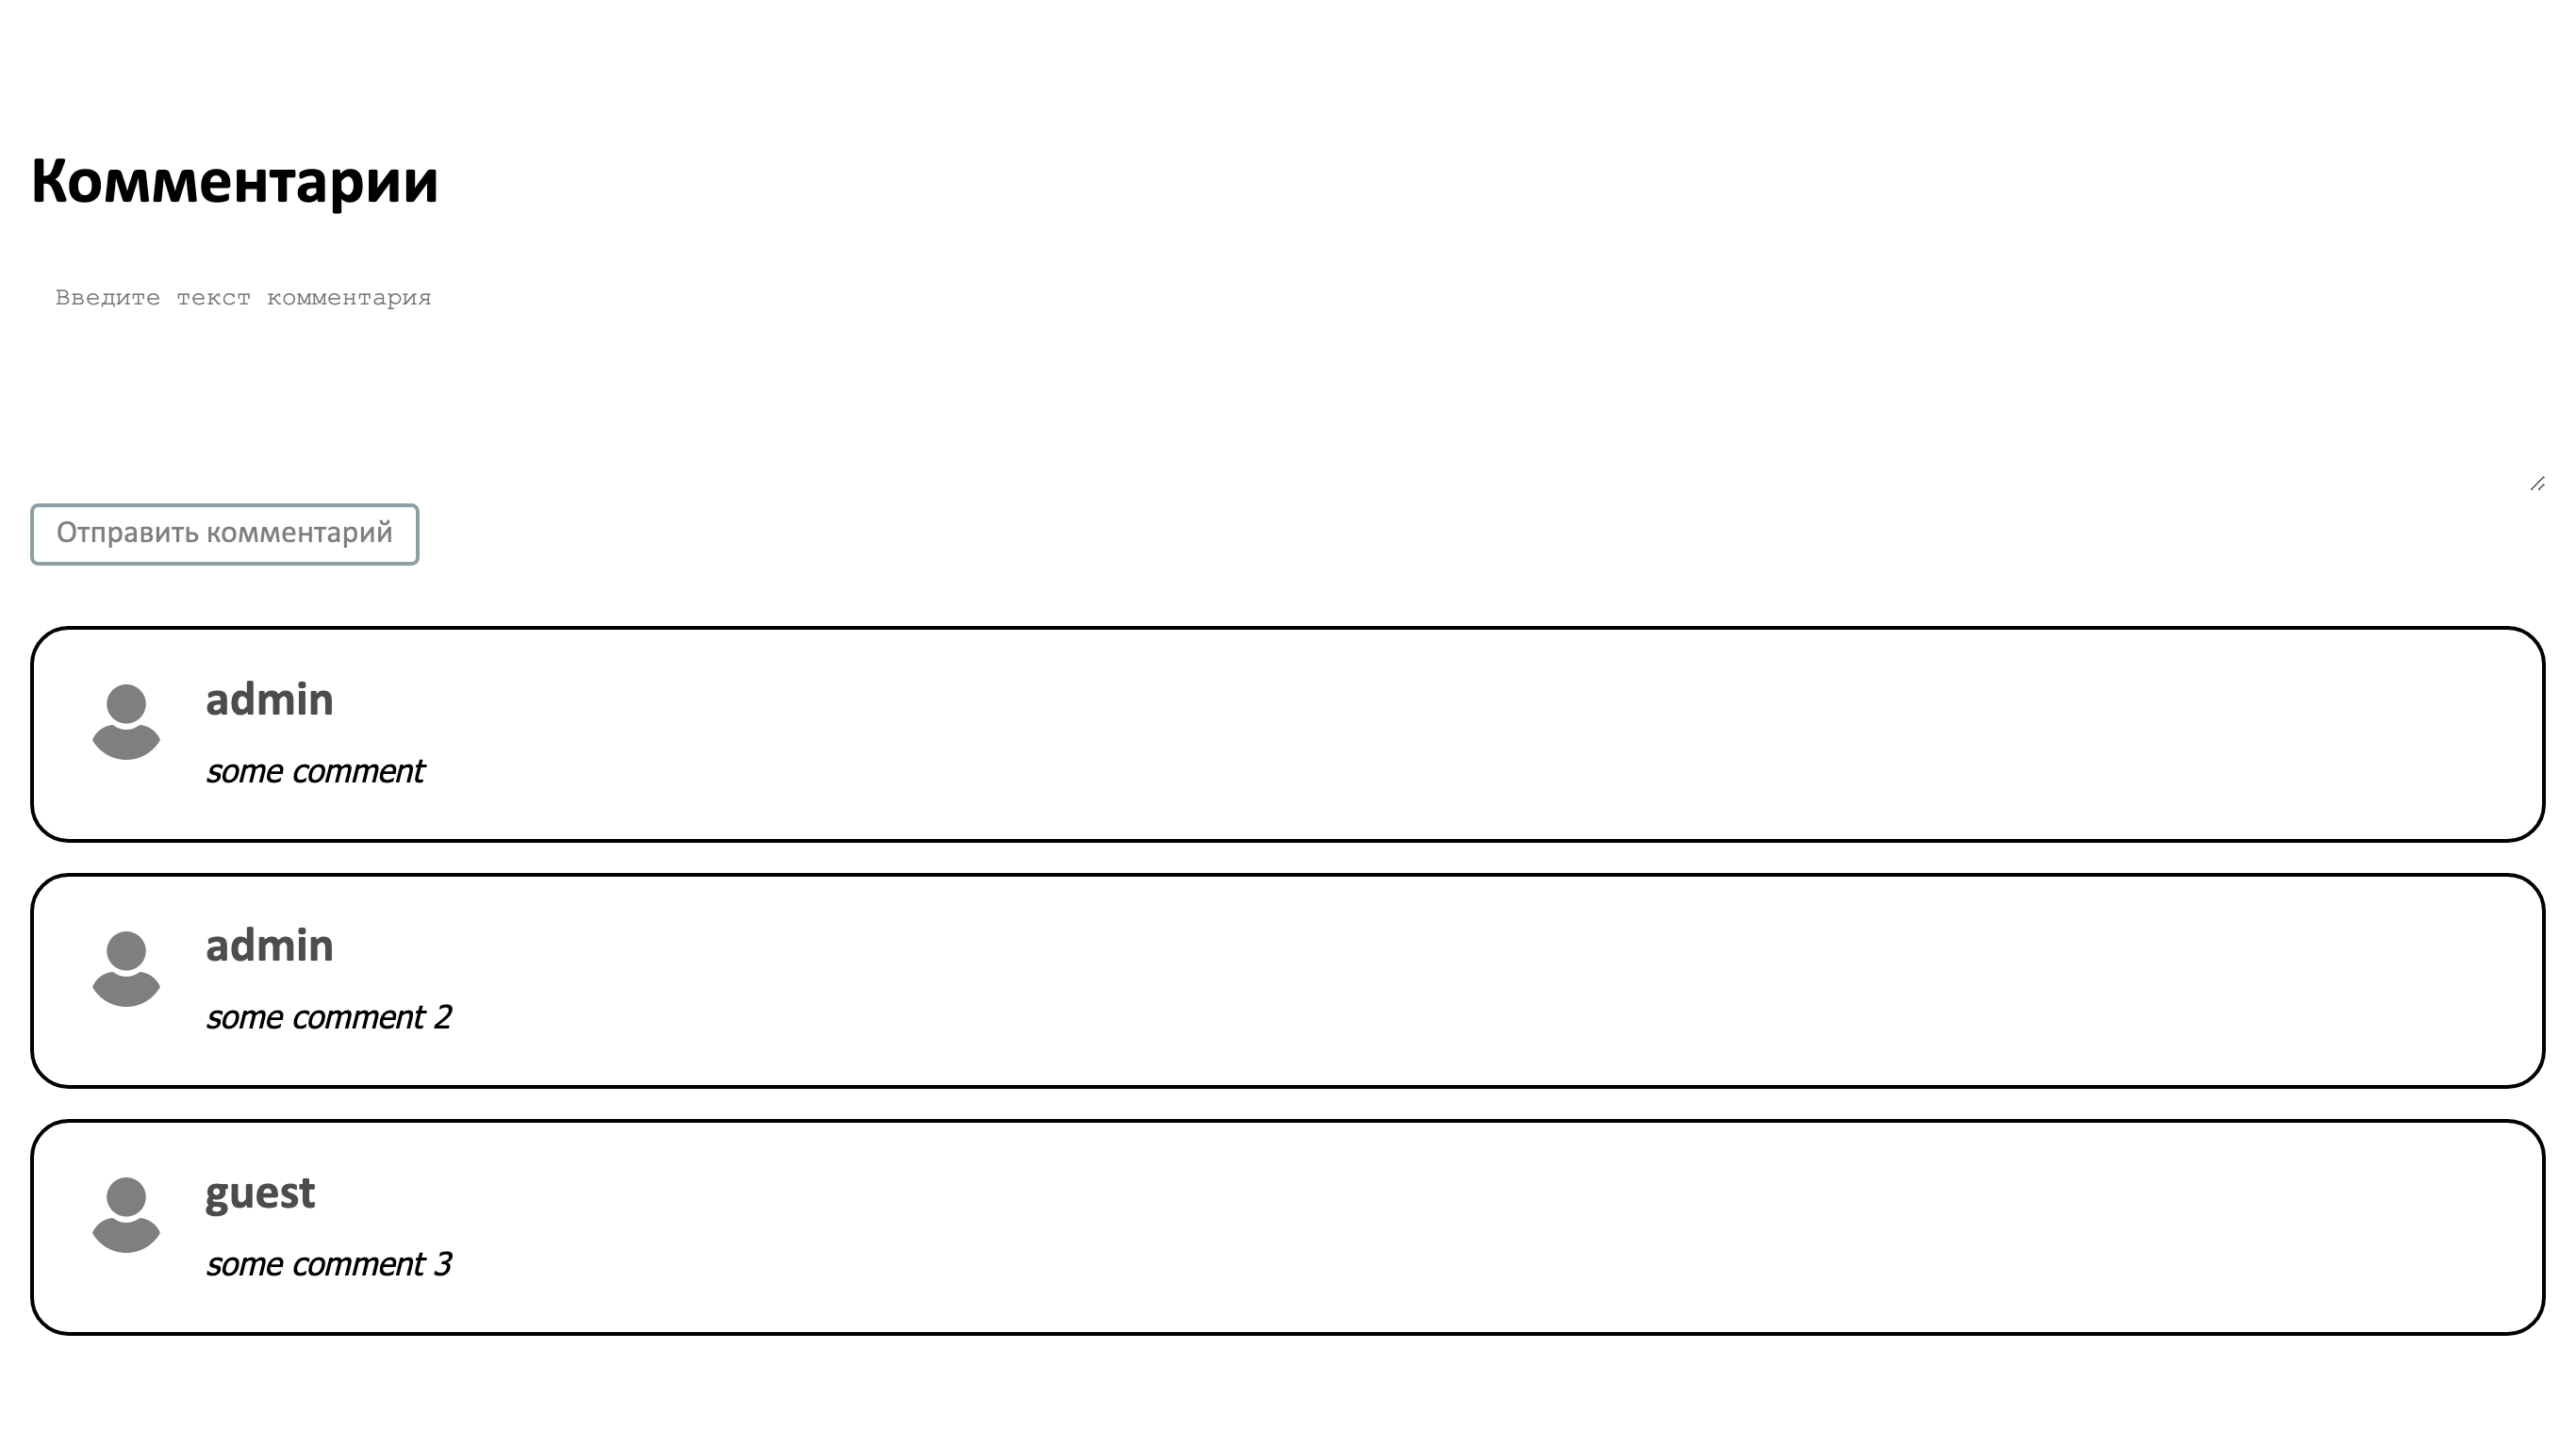 Комментарии
Введите текст комментария
Отправить комментарий
admin
some comment
admin
some comment 2
guest
some comment 3